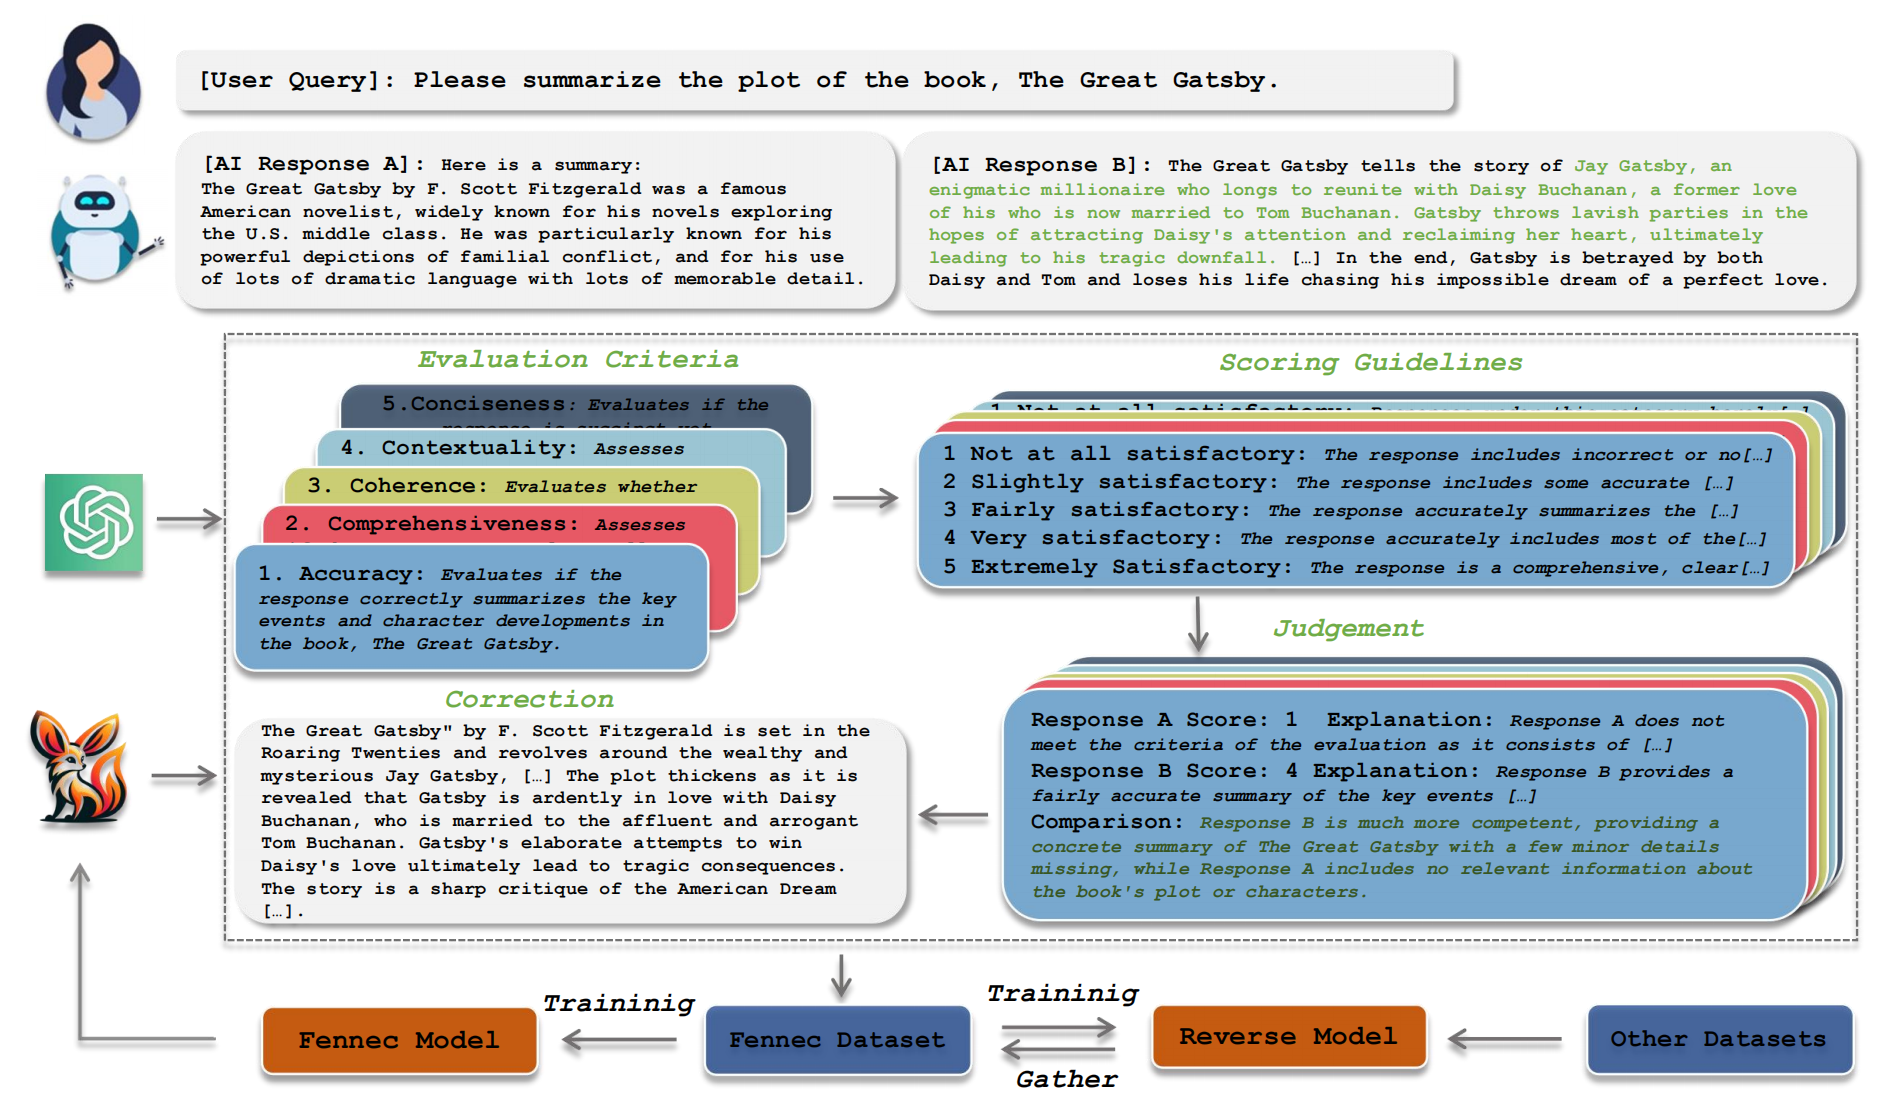 [User Query]: Please summarize the plot of the book, The Great Gatsby.
[AI Response A]: Here is a summary:
The Great Gatsby by F. Scott Fitzgerald was a famous
American novelist, widely known for his novels exploring
the U.S. middle class. He was particularly known for his
powerful depictions of familial conflict, and for his use
of lots of dramatic language with lots of memorable detail.
[AI Response B]: The Great Gatsby tells the story of Jay Gatsby, an
enigmatic millionaire who longs to reunite with Daisy Buchanan, a former love
of his who is now married to Tom Buchanan. Gatsby throws lavish parties in the
hopes of attracting Daisy's attention and reclaiming her heart, ultimately
leading to his tragic downfall. […] In the end, Gatsby is betrayed by both
Daisy and Tom and loses his life chasing his impossible dream of a perfect love.
Evaluation Criteria
5.Conciseness: Evaluates if the
response is succinct yet
4. Contextuality: Assesses
3. Coherence: Evaluates whether
2. Comprehensiveness: Assesses
1. Accuracy: Evaluates if the
response correctly summarizes the key
events and character developments in
the book, The Great Gatsby.
Scoring Guidelines
1 Not at all satisfactory:
1 Not at all satisfactory: The response includes incorrect or no[…]
2 Slightly satisfactory: The response includes some accurate […]
3 Fairly satisfactory: The response accurately summarizes the […]
4 Very satisfactory: The response accurately includes most of the[…]
5 Extremely Satisfactory: The response is a comprehensive, clear[…]
Judgement
Response A Score: 1 Explanation: Response A does not
meet the criteria of the evaluation as it consists of […]
Response B Score: 4 Explanation: Response B provides a
fairly accurate summary of the key events […]
Comparison: Response B is much more competent, providing a
concrete summary of The Great Gatsby with a few minor details
missing, while Response A includes no relevant information about
the book's plot or characters.
Correction
The Great Gatsby" by F. Scott Fitzgerald is set in the
Roaring Twenties and revolves around the wealthy and
mysterious Jay Gatsby, […] The plot thickens as it is
revealed that Gatsby is ardently in love with Daisy
Buchanan, who is married to the affluent and arrogant
Tom Buchanan. Gatsby's elaborate attempts to win
Daisy's love ultimately lead to tragic consequences.
The story is a sharp critique of the American Dream
[…].
Fennec Model
Traininig
Fennec Dataset
Traininig
Gather
Reverse Model
Other Datasets